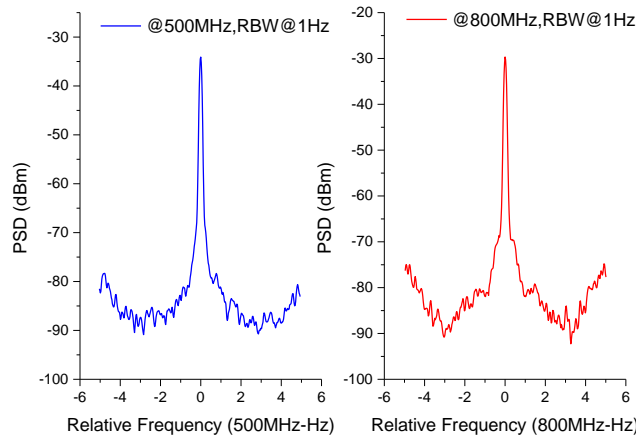 @500MHz,RBW@1Hz
-30
-40
-50
-60
-70
-80
-90
-100
PSD (dBm)
-6 -4 -2 0 2 4 6
Relative Frequency (500MHz-Hz)
@800MHz,RBW@1Hz
-20
-30
-40
-50
-60
-70
-80
-90
-100
PSD (dBm)
-6 -4 -2 0 2 4 6
Relative Frequency (800MHz-Hz)